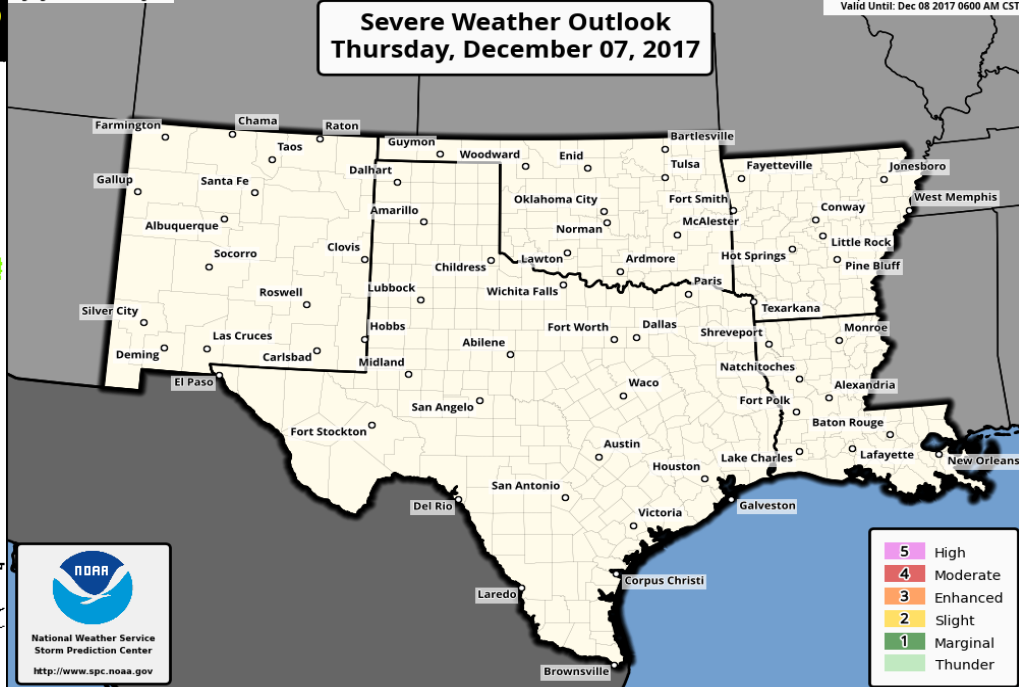 Severe Weather Outlook
Thursday, December 07, 2017
Valid Until: Dec 08 2017 0600 AM CST
Farmington
Chama
Raton
Taos
Guymon
Woodward
Enid
Bartlesville
Tulsa
Fayetteville
Jonesboro
Gallup
Santa Fe
Dalhart
Oklahoma City
Fort Smith
West Memphis
Albuquerque
Amarillo
Norman
McAlester
Conway
Socorro
Clovis
Childress
Lawton
Ardmore
Hot Springs
Little Rock
Pine Bluff
Roswell
Lubbock
Wichita Falls
Paris
Texarkana
Silver City
Las Cruces
Hobbs
Fort Worth
Dallas
Shreveport
Monroe
Deming
Carlsbad
Midland
Abilene
Natchitoches
El Paso
San Angelo
Waco
Fort Polk
Alexandria
Fort Stockton
Austin
Baton Rouge
Houston
Lake Charles
Lafayette
New Orleans
Del Rio
San Antonio
Victoria
Galveston
Corpus Christi
Laredo
Brownsville
NOAA
National Weather Service
Storm Prediction Center
http://www.spc.noaa.gov
5 High
4 Moderate
3 Enhanced
2 Slight
1 Marginal
Thunder